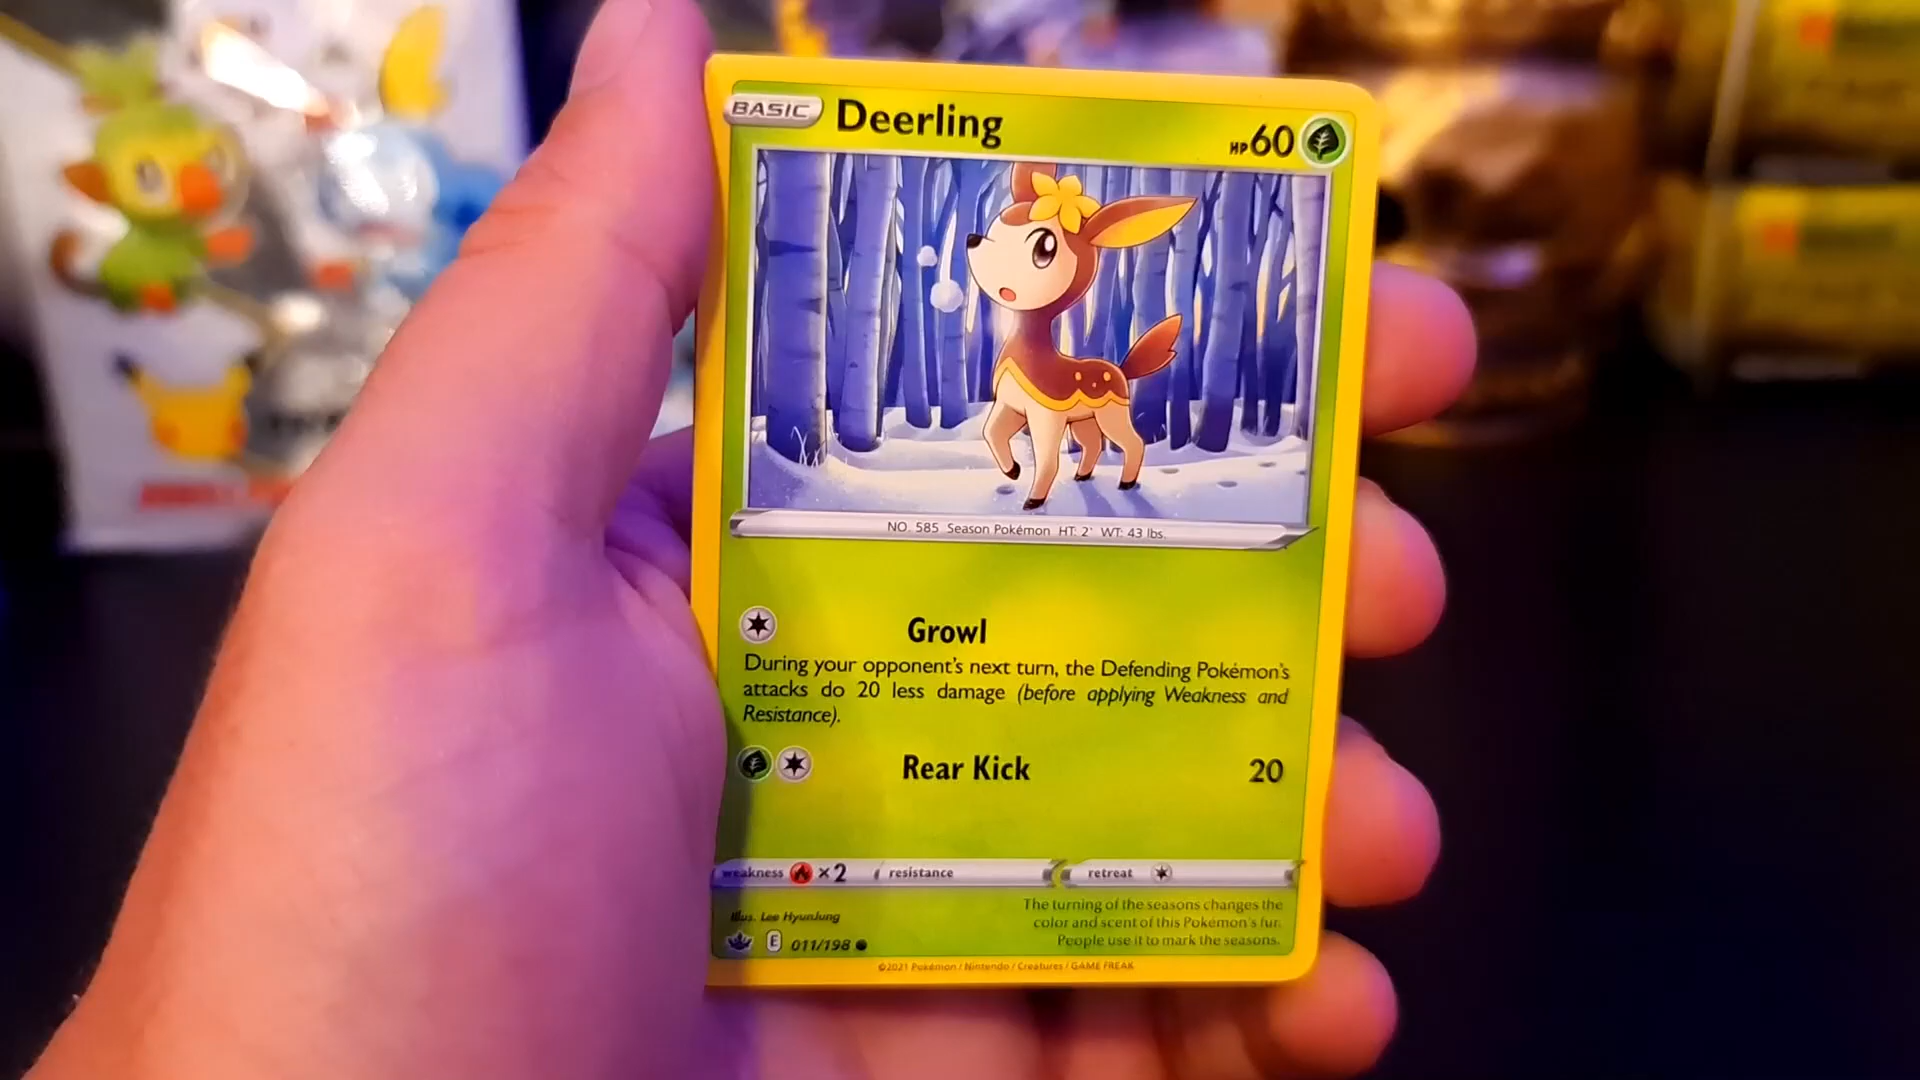 BASIC Deerling HP 60
NO. 585 Season Pokémon HT: 2' WT: 43 lbs.
Growl
During your opponent's next turn, the Defending Pokémon's
attacks do 20 less damage (before applying Weakness and
Resistance).
Rear Kick 20
weakness ×2 resistance retreat
Illus. Lee HyunJung
The turning of the seasons changes the
color and scent of this Pokémon's fur.
People use it to mark the seasons.
E 011/198
©2021 Pokémon / Nintendo / Creatures / GAME FREAK